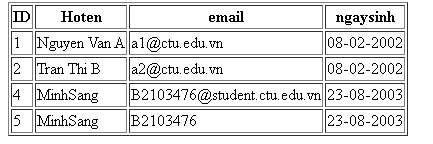 ID Hoten email ngaysinh
1 Nguyen Van A a1@ctu.edu.vn 08-02-2002
2 Tran Thi B a2@ctu.edu.vn 08-02-2002
4 MinhSang B2103476@student.ctu.edu.vn 23-08-2003
5 MinhSang B2103476 23-08-2003